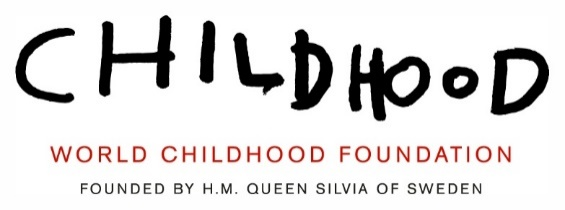 CHILDHOOD
WORLD CHILDHOOD FOUNDATION
FOUNDED BY H.M. QUEEN SILVIA OF SWEDEN